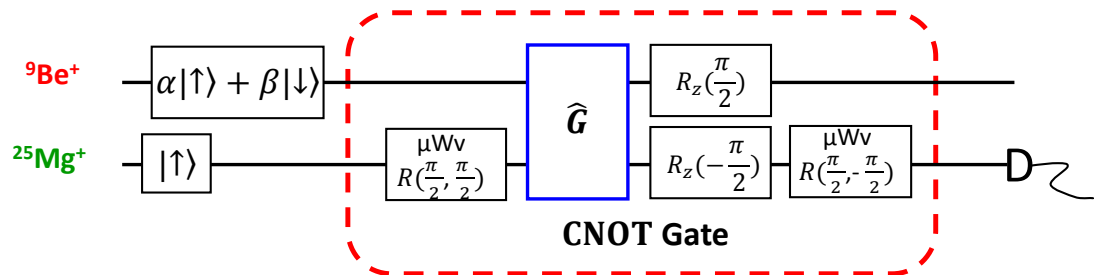 ⁹Be⁺
α|↑⟩ + β|↓⟩
R_z(π/2)
Ĝ
²⁵Mg⁺
|↑⟩
μWv
R(π/2, π/2)
R_z(-π/2)
μWv
R(π/2, -π/2)
D
CNOT Gate